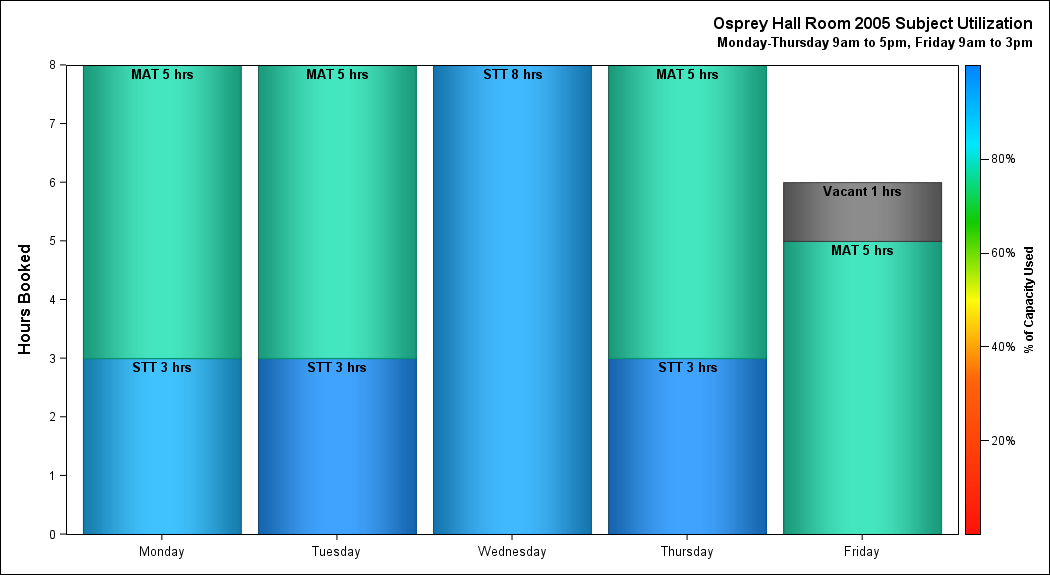 Osprey Hall Room 2005 Subject Utilization
Monday-Thursday 9am to 5pm, Friday 9am to 3pm
Hours Booked
8
7
6
5
4
3
2
1
0
MAT 5 hrs
STT 3 hrs
MAT 5 hrs
STT 3 hrs
STT 8 hrs
MAT 5 hrs
STT 3 hrs
Vacant 1 hrs
MAT 5 hrs
Monday
Tuesday
Wednesday
Thursday
Friday
80%
60%
40%
20%
% of Capacity Used